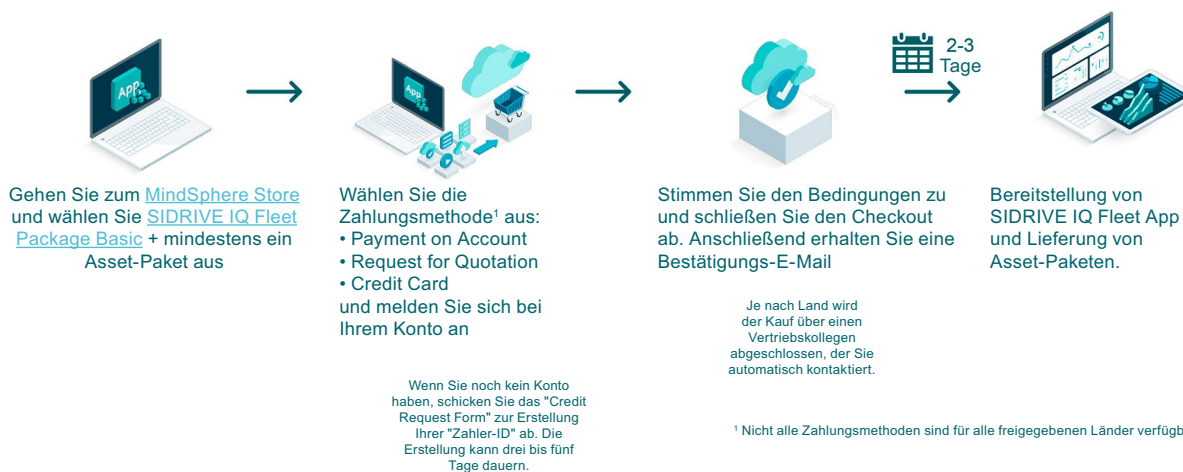 App
App
2-3
Tage
Gehen Sie zum MindSphere Store
und wählen Sie SIDRIVE IQ Fleet
Package Basic + mindestens ein
Asset-Paket aus
Wählen Sie die
Zahlungsmethode¹ aus:
• Payment on Account
• Request for Quotation
• Credit Card
und melden Sie sich bei
Ihrem Konto an
Wenn Sie noch kein Konto
haben, schicken Sie das "Credit
Request Form" zur Erstellung
Ihrer "Zahler-ID" ab. Die
Erstellung kann drei bis fünf
Tage dauern.
Stimmen Sie den Bedingungen zu
und schließen Sie den Checkout
ab. Anschließend erhalten Sie eine
Bestätigungs-E-Mail
Je nach Land wird
der Kauf über einen
Vertriebskollegen
abgeschlossen, der Sie
automatisch kontaktiert.
Bereitstellung von
SIDRIVE IQ Fleet App
und Lieferung von
Asset-Paketen.
¹ Nicht alle Zahlungsmethoden sind für alle freigegebenen Länder verfügb